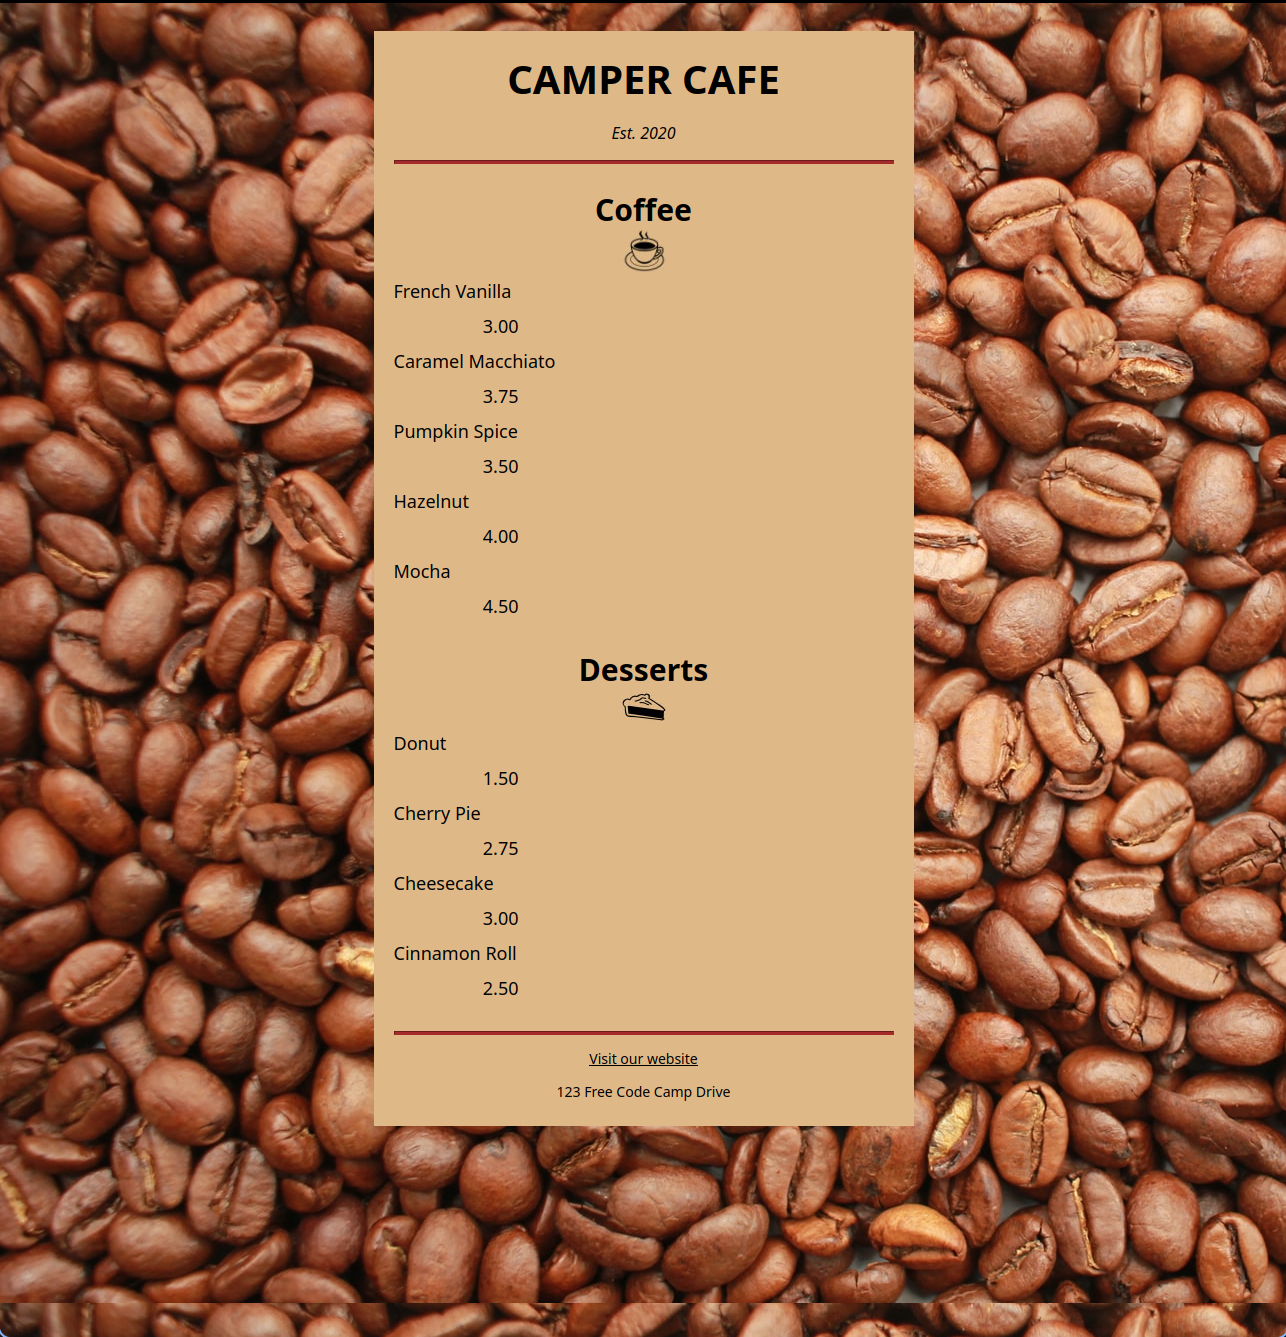 CAMPER CAFE
Est. 2020
Coffee
French Vanilla
3.00
Caramel Macchiato
3.75
Pumpkin Spice
3.50
Hazelnut
4.00
Mocha
4.50
Desserts
Donut
1.50
Cherry Pie
2.75
Cheesecake
3.00
Cinnamon Roll
2.50
Visit our website
123 Free Code Camp Drive